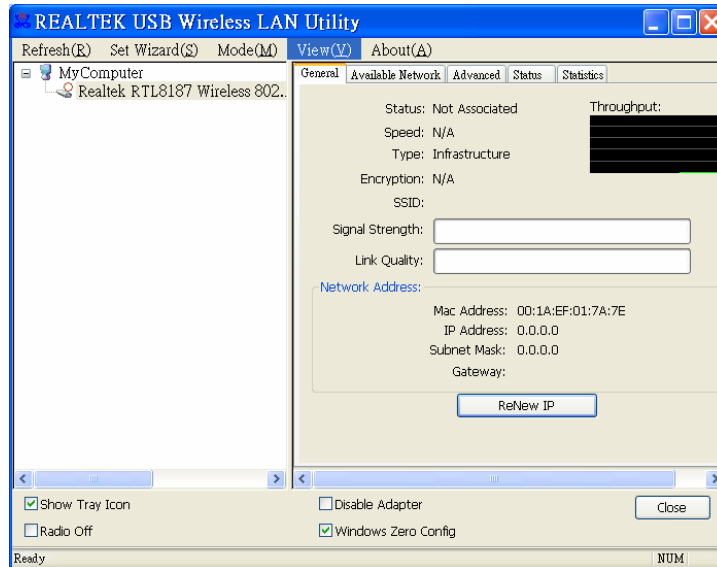 REALTEK USB Wireless LAN Utility
Refresh(R) Set Wizard(S) Mode(M) View(V) About(A)
MyComputer
Realtek RTL8187 Wireless 802..
General Available Network Advanced Status Statistics
Status: Not Associated
Throughput:
Speed: N/A
Type: Infrastructure
Encryption: N/A
SSID:
Signal Strength:
Link Quality:
Network Address:
Mac Address: 00:1A:EF:01:7A:7E
IP Address: 0.0.0.0
Subnet Mask: 0.0.0.0
Gateway:
ReNew IP
Show Tray Icon
Disable Adapter
Close
Radio Off
Windows Zero Config
Ready
NUM